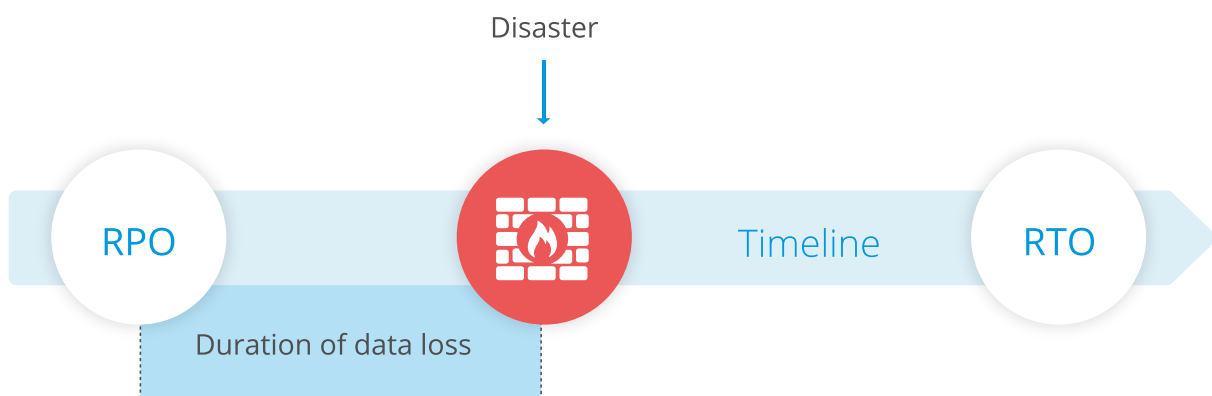 Disaster
RPO
Timeline
RTO
Duration of data loss